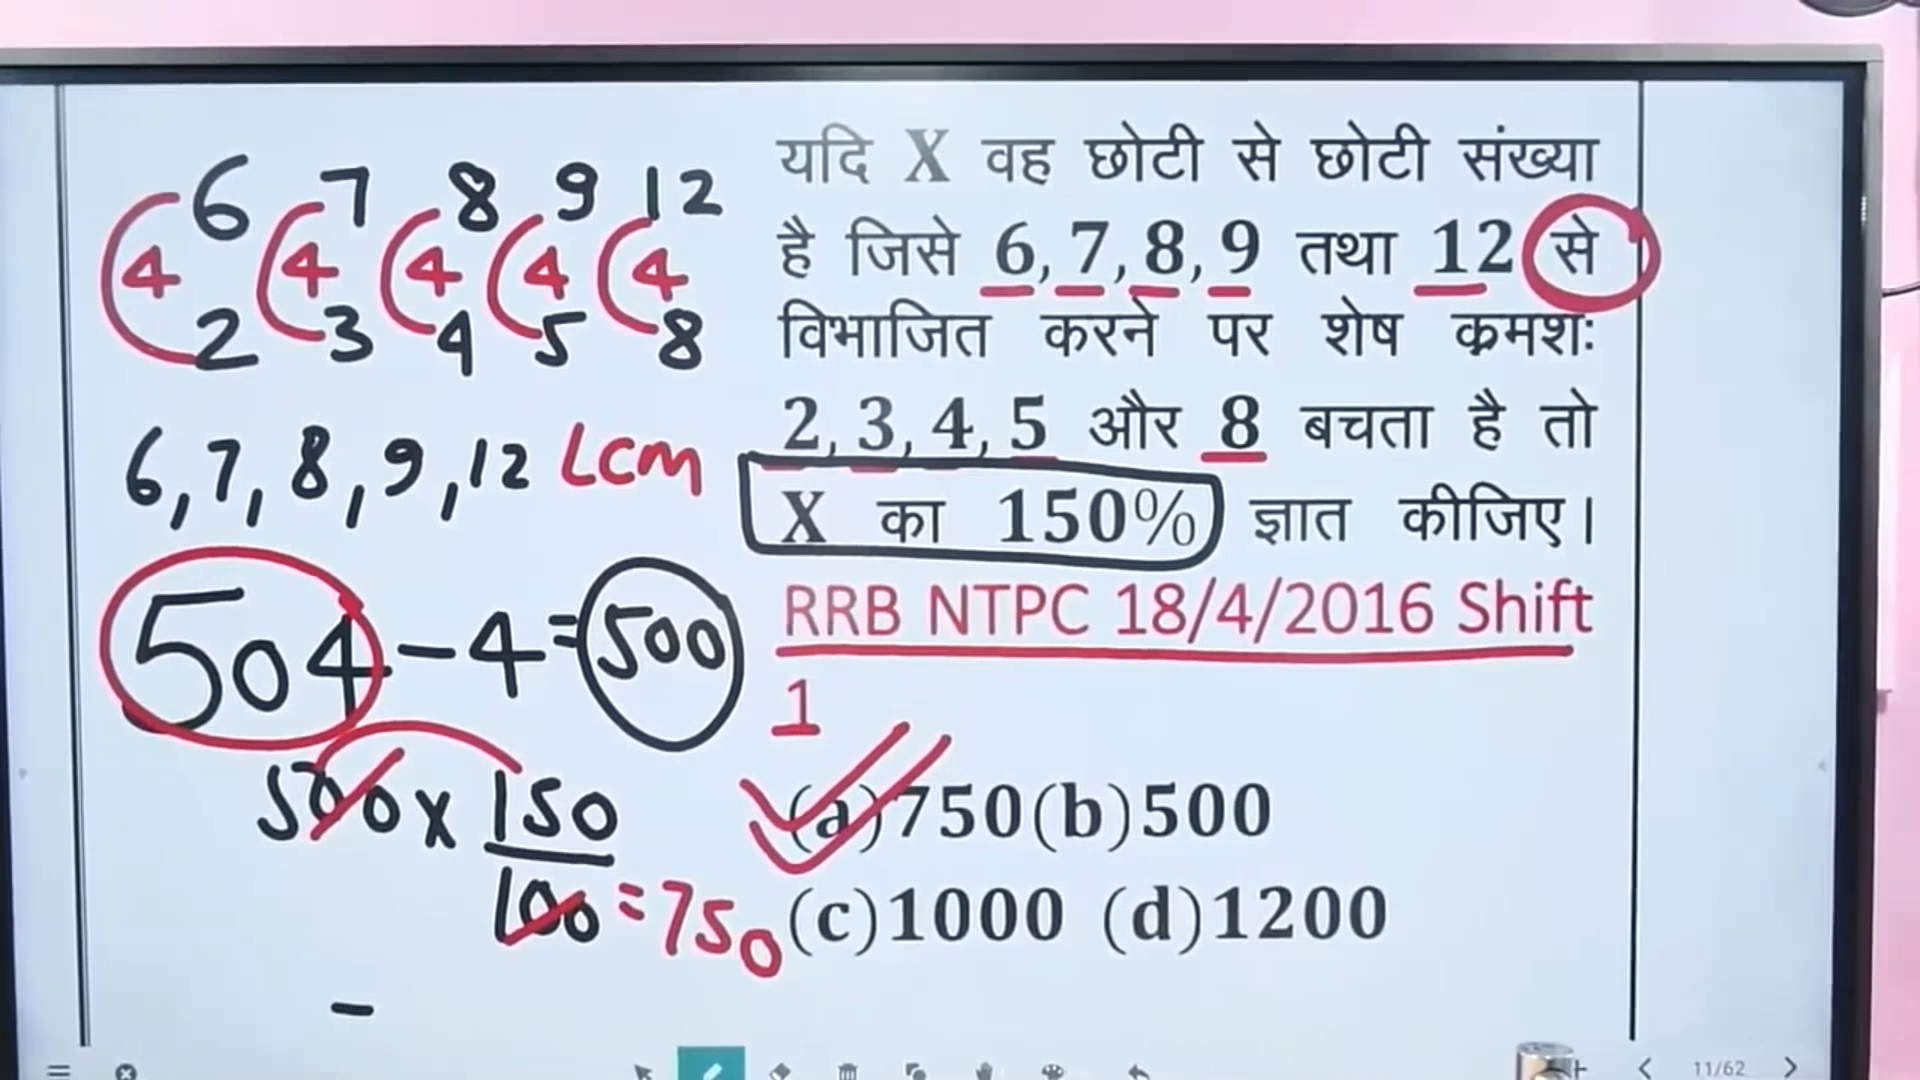 6 7 8 9 12
4 4 4 4 4
2 3 4 5 8
6, 7, 8, 9, 12 LCM
504 - 4 = 500
500 x 150
100 = 750
यदि X वह छोटी से छोटी संख्या
है जिसे 6, 7, 8, 9 तथा 12 से
विभाजित करने पर शेष क्रमशः
2, 3, 4, 5 और 8 बचता है तो
X का 150% ज्ञात कीजिए।
RRB NTPC 18/4/2016 Shift
1
(a)750(b)500
(c)1000 (d)1200
11/62